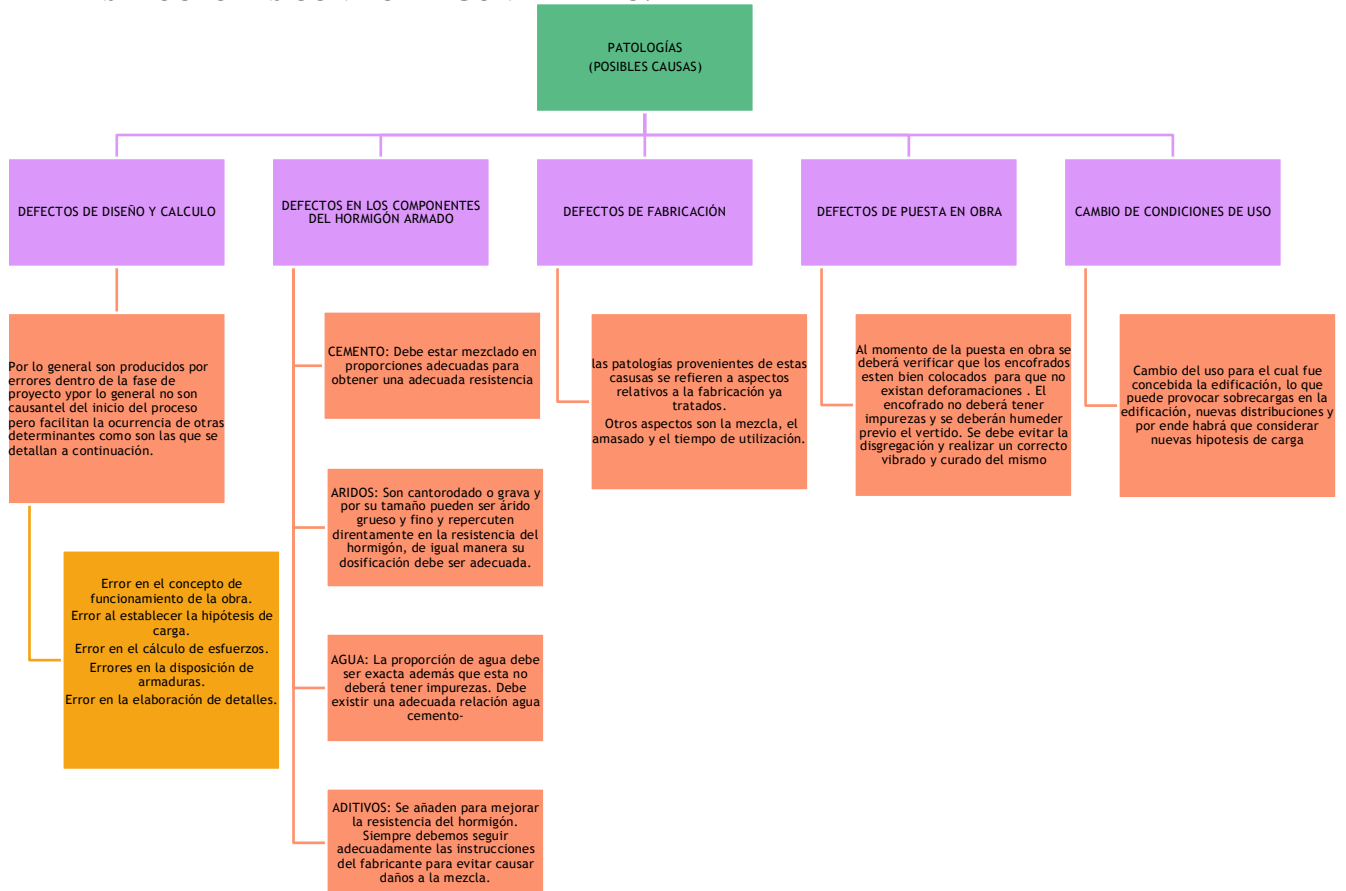 PATOLOGÍAS
(POSIBLES CAUSAS)
DEFECTOS DE DISEÑO Y CALCULO
Por lo general son producidos por
errores dentro de la fase de
proyecto ypor lo general no son
causantel del inicio del proceso
pero facilitan la ocurrencia de otras
determinantes como son las que se
detallan a continuación.
Error en el concepto de
funcionamiento de la obra.
Error al establecer la hipótesis de
carga.
Error en el cálculo de esfuerzos.
Errores en la disposición de
armaduras.
Error en la elaboración de detalles.
DEFECTOS EN LOS COMPONENTES
DEL HORMIGÓN ARMADO
CEMENTO: Debe estar mezclado en
proporciones adecuadas para
obtener una adecuada resistencia
ARIDOS: Son cantorodado o grava y
por su tamaño pueden ser árido
grueso y fino y repercuten
direntamente en la resistencia del
hormigón, de igual manera su
dosificación debe ser adecuada.
AGUA: La proporción de agua debe
ser exacta además que esta no
deberá tener impurezas. Debe
existir una adecuada relación agua
cemento-
ADITIVOS: Se añaden para mejorar
la resistencia del hormigón.
Siempre debemos seguir
adecuadamente las instrucciones
del fabricante para evitar causar
daños a la mezcla.
DEFECTOS DE FABRICACIÓN
las patologías provenientes de estas
casusas se refieren a aspectos
relativos a la fabricación ya
tratados.
Otros aspectos son la mezcla, el
amasado y el tiempo de utilización.
DEFECTOS DE PUESTA EN OBRA
Al momento de la puesta en obra se
deberá verificar que los encofrados
esten bien colocados para que no
existan deforamaciones . El
encofrado no deberá tener
impurezas y se deberán humeder
previo el vertido. Se debe evitar la
disgregación y realizar un correcto
vibrado y curado del mismo
CAMBIO DE CONDICIONES DE USO
Cambio del uso para el cual fue
concebida la edificación, lo que
puede provocar sobrecargas en la
edificación, nuevas distribuciones y
por ende habrá que considerar
nuevas hipotesis de carga